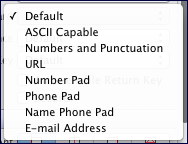 ✓ Default
ASCII Capable
Numbers and Punctuation
URL
Number Pad
Phone Pad
Name Phone Pad
E-mail Address